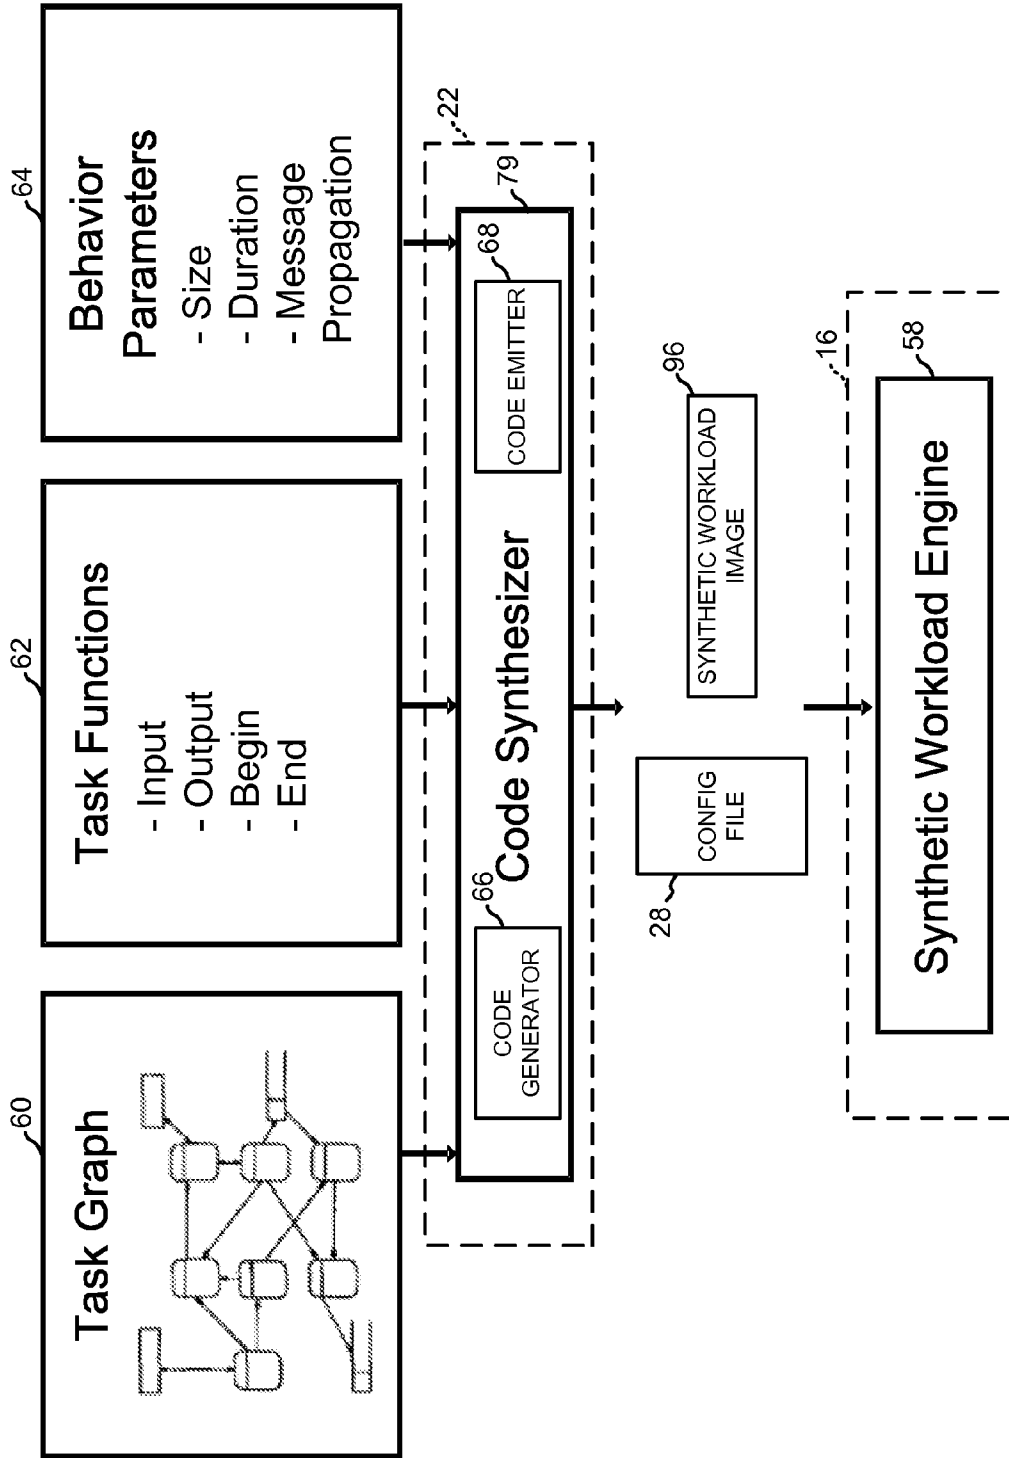 60
Task Graph
62
Task Functions
- Input
- Output
- Begin
- End
64
Behavior
Parameters
- Size
- Duration
- Message
Propagation
22
79
66
CODE
GENERATOR
Code Synthesizer
68
CODE EMITTER
28
CONFIG
FILE
96
SYNTHETIC WORKLOAD
IMAGE
16
58
Synthetic Workload Engine